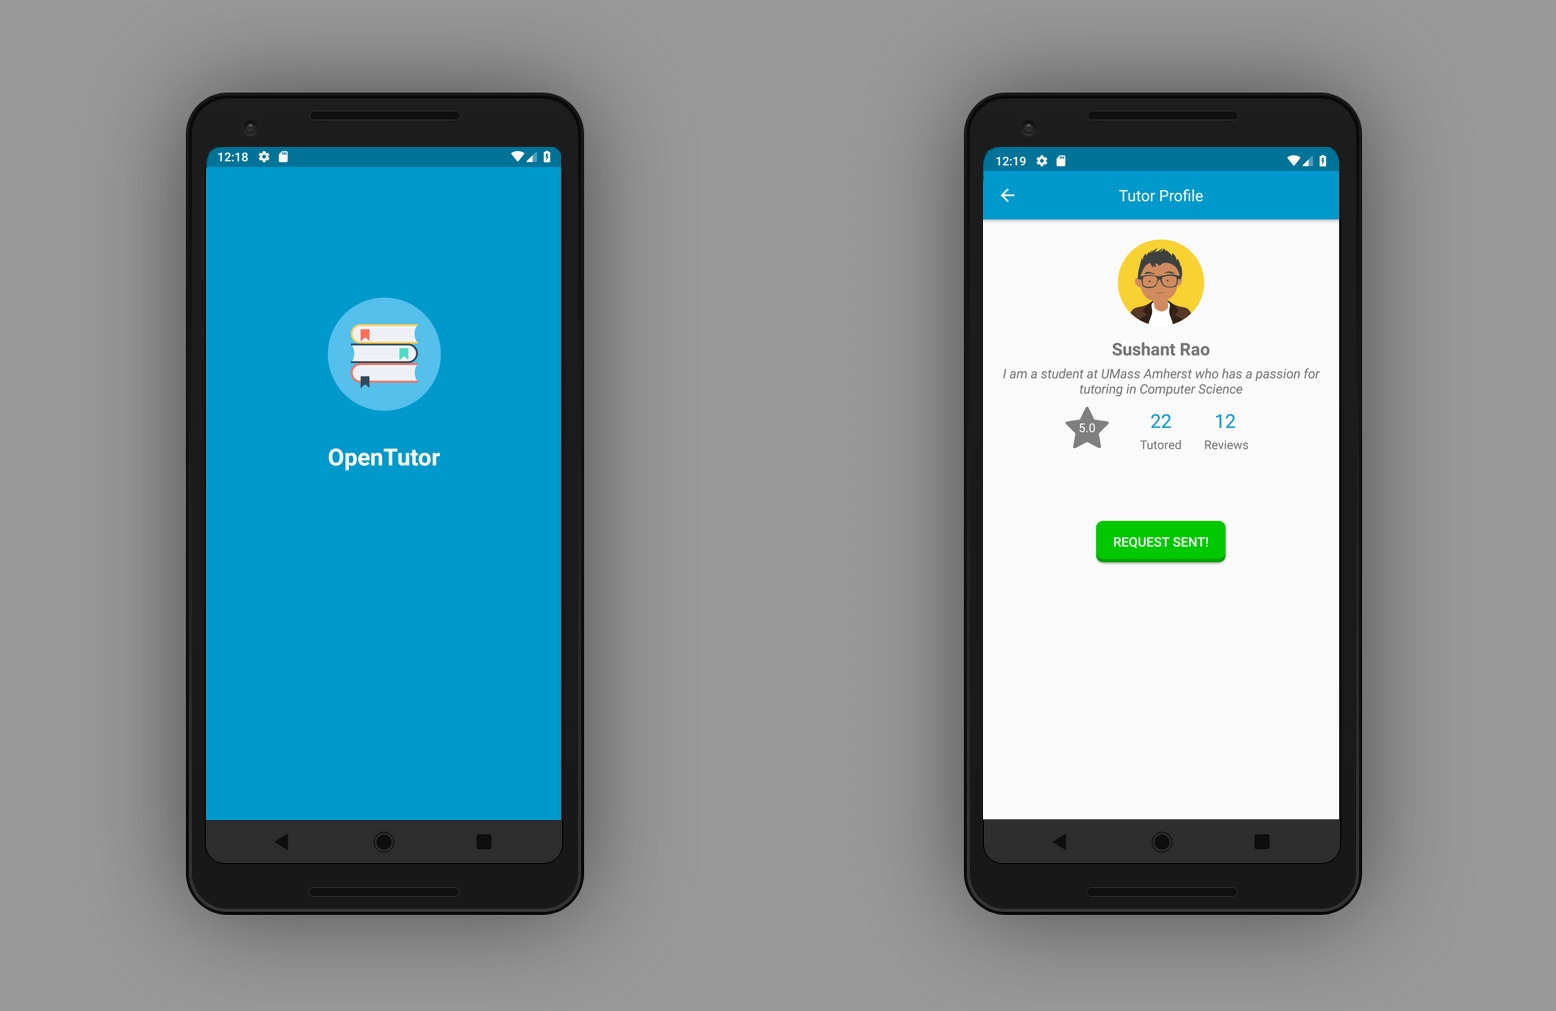 12:18
OpenTutor
12:19
Tutor Profile
Sushant Rao
I am a student at UMass Amherst who has a passion for
tutoring in Computer Science
5.0
22
12
Tutored
Reviews
REQUEST SENT!